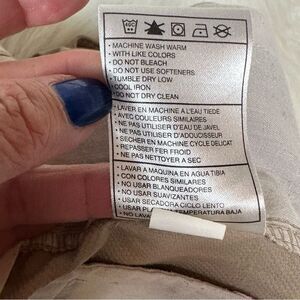 • MACHINE WASH WARM
WITH LIKE COLORS
• DO NOT BLEACH
• DO NOT USE SOFTENERS
• TUMBLE DRY LOW
• COOL IRON
• DO NOT DRY CLEAN
• LAVER EN MACHINE À L'EAU TIEDE
• AVEC COULEURS SIMILAIRES
• NE PAS UTILISER D'EAU DE JAVEL
• NE PAS UTILISER D'ADOUCISSEUR
• SECHER EN MACHINE CYCLE DELICAT
• REPASSER FER FROID
• NE PAS NETTOYER A SEC
• LAVAR A MAQUINA EN AGUA TIBIA
• CON COLORES SIMILARES
• NO USAR BLANQUEADORES
• NO USAR SUAVIZANTES
• USAR SECADORA CICLO LENTO
• USAR TEMPERATURA BAJA
• NO LAVA